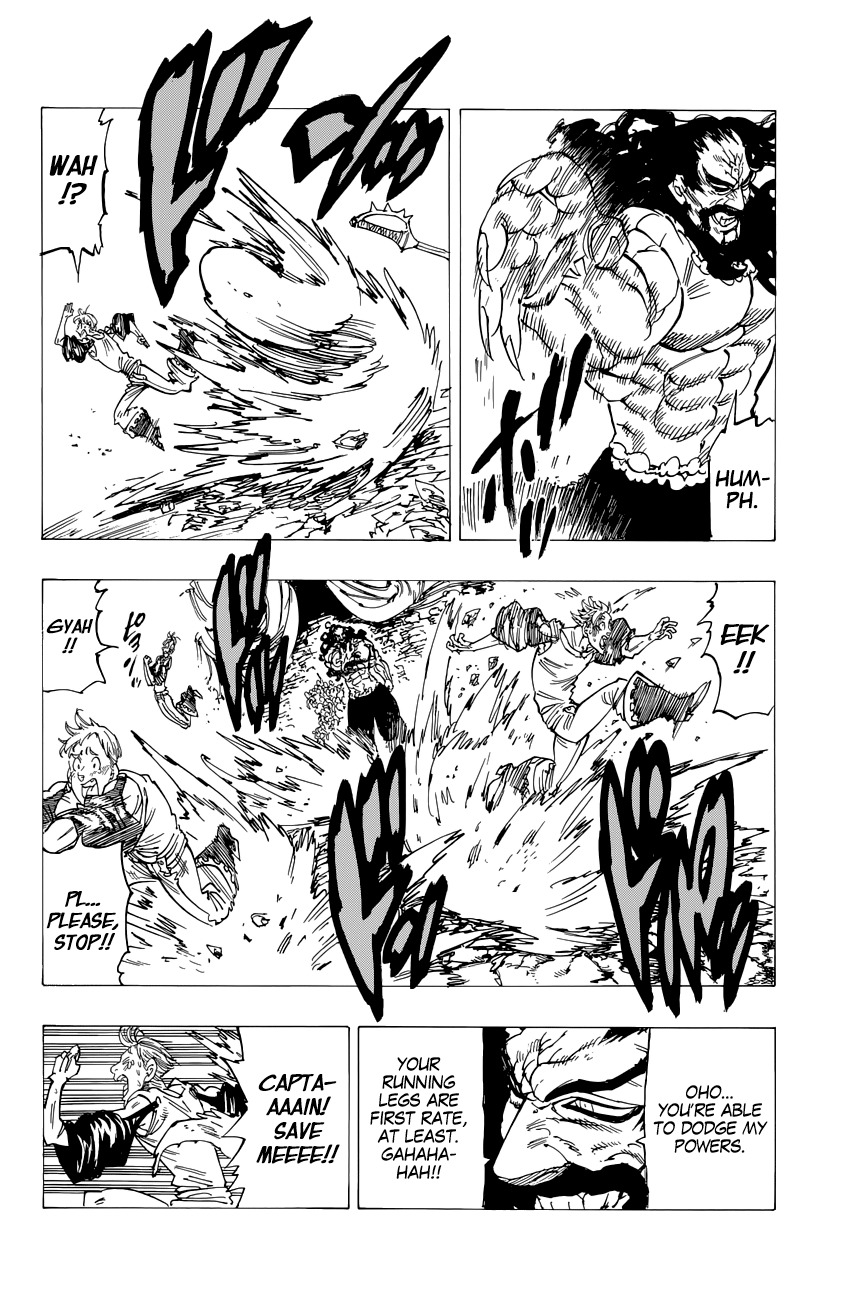 HUM-
PH.
WAH
!?
EEK
!!
GYAH
!!
PL...
PLEASE,
STOP!!
OHO...
YOU'RE ABLE
TO DODGE MY
POWERS.
YOUR
RUNNING
LEGS ARE
FIRST RATE,
AT LEAST.
GAHAHA-
HAH!!
CAPTA-
AAAIN!
SAVE
MEEEE!!